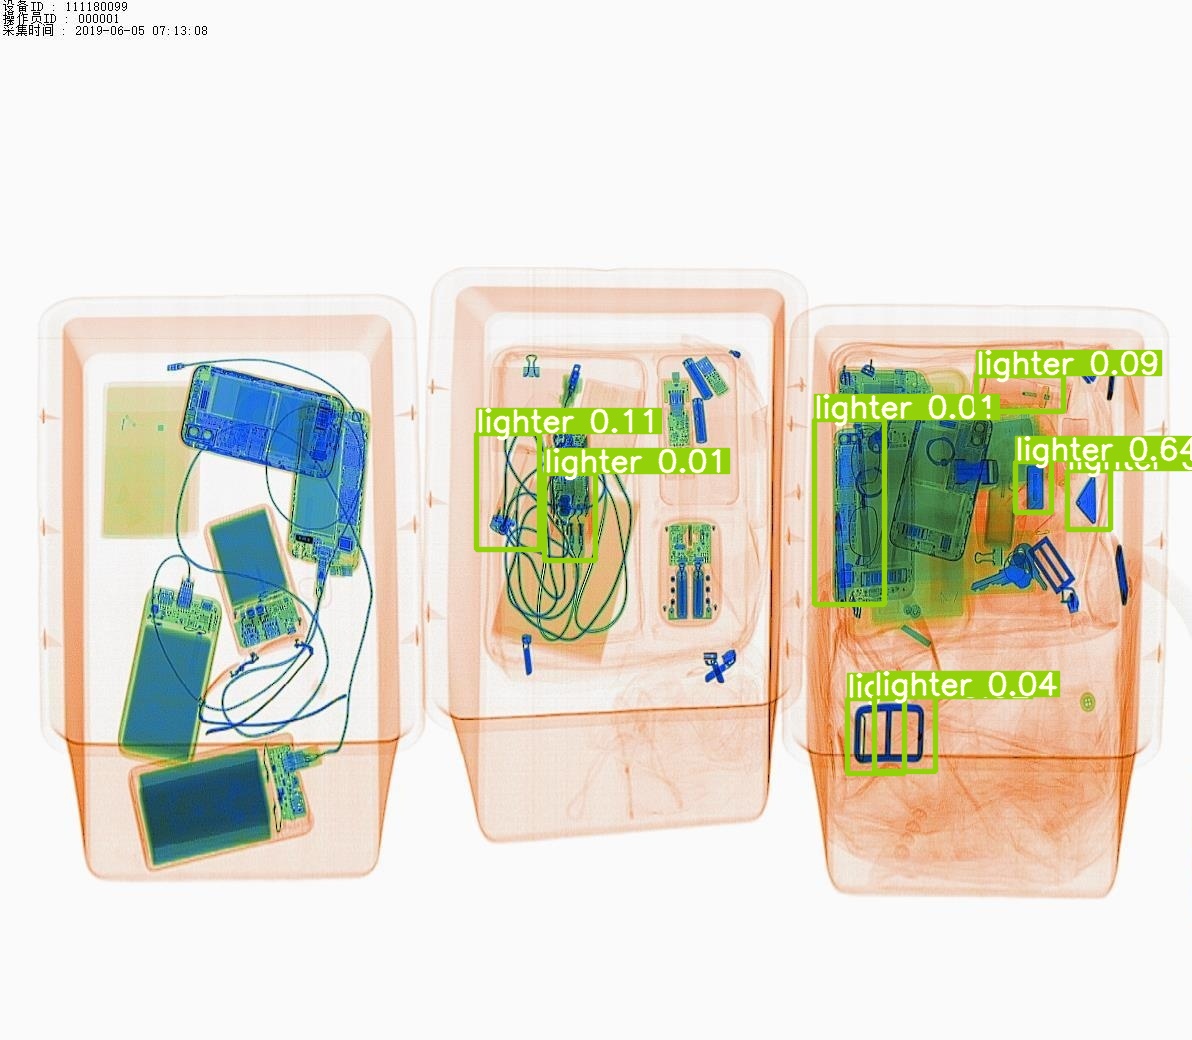 设备ID : 111180099
操作员ID : 000001
采集时间 : 2019-06-05 07:13:08
lighter 0.09
lighter 0.01
lighter 0.11
lighter 0.64
lighter 0.01
lighter 0.04